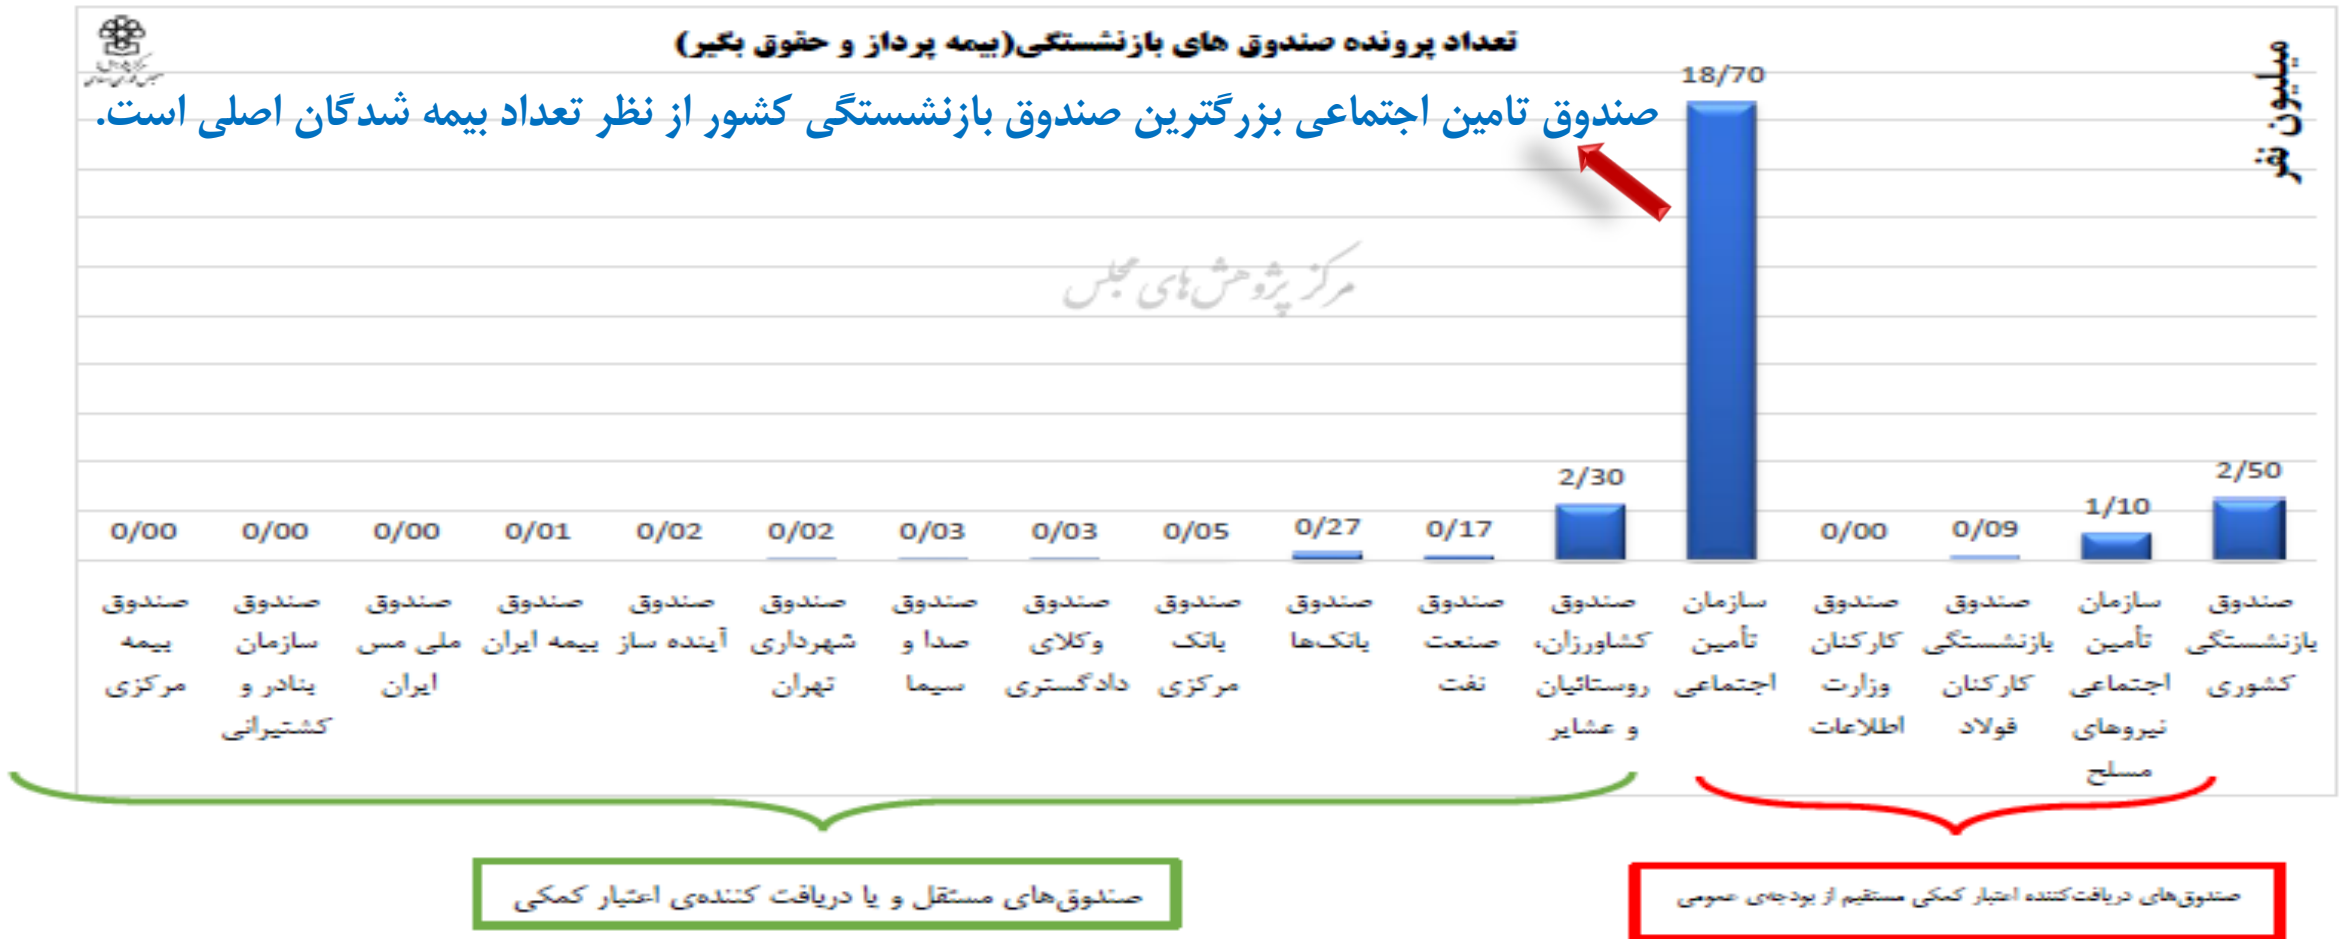 تعداد پرونده صندوق های بازنشستگی(بیمه پرداز و حقوق بگیر)
میلیون نفر
صندوق تامین اجتماعی بزرگترین صندوق بازنشستگی کشور از نظر تعداد بیمه شدگان اصلی است.
مرکز پژوهش‌های مجلس
2/50
1/10
0/09
0/00
18/70
2/30
0/17
0/27
0/05
0/03
0/03
0/02
0/02
0/01
0/00
0/00
0/00
صندوق
بازنشستگی
کشوری
سازمان
تأمین
اجتماعی
نیروهای
مسلح
صندوق
بازنشستگی
کارکنان
فولاد
صندوق
کارکنان
وزارت
اطلاعات
سازمان
تأمین
اجتماعی
صندوق
کشاورزان،
روستائیان
و عشایر
صندوق
صنعت
نفت
صندوق
بانک‌ها
صندوق
بانک
مرکزی
صندوق
وکلای
دادگستری
صندوق
صدا و
سیما
صندوق
شهرداری
تهران
صندوق
آینده ساز
صندوق
بیمه ایران
صندوق
ملی مس
ایران
صندوق
سازمان
بنادر و
کشتیرانی
صندوق
بیمه
مرکزی
صندوق‌های دریافت‌کننده اعتبار کمکی مستقیم از بودجه‌ی عمومی
صندوق‌های مستقل و یا دریافت کننده‌ی اعتبار کمکی